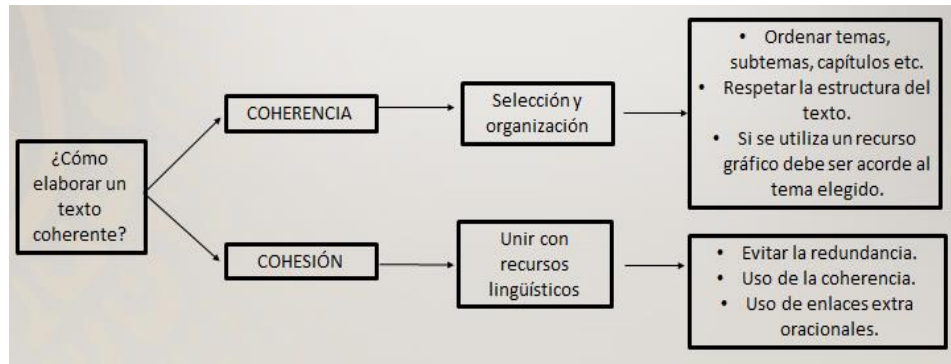 ¿Cómo
elaborar un
texto
coherente?
COHERENCIA
Selección y
organización
• Ordenar temas,
subtemas, capítulos etc.
• Respetar la estructura del
texto.
• Si se utiliza un recurso
gráfico debe ser acorde al
tema elegido.
COHESIÓN
Unir con
recursos
lingüísticos
• Evitar la redundancia.
• Uso de la coherencia.
• Uso de enlaces extra
oracionales.